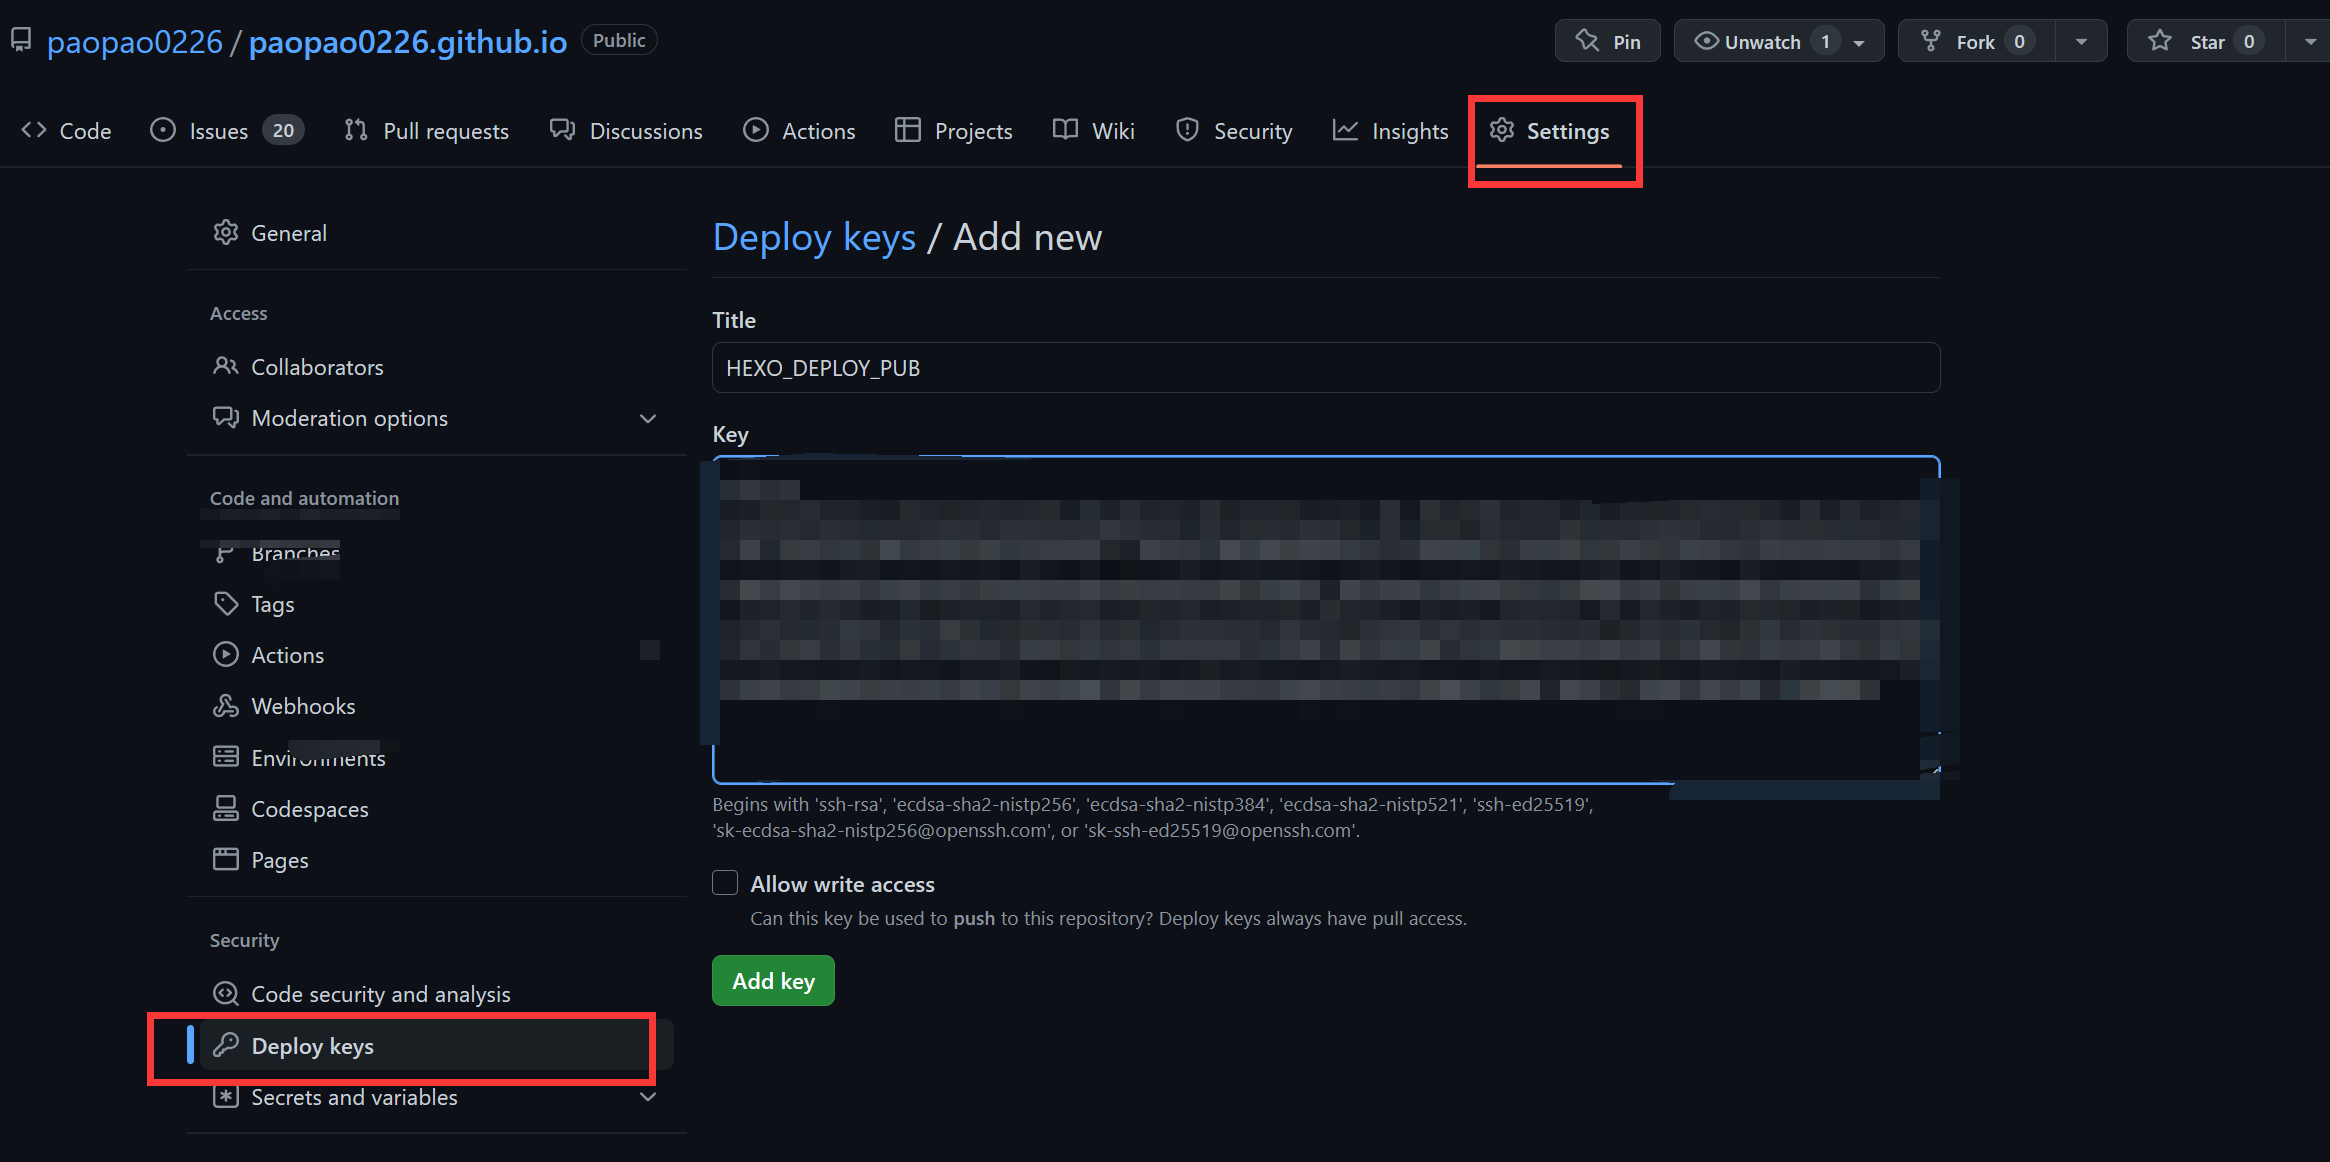 paopao0226 / paopao0226.github.io Public
Pin Unwatch 1 Fork 0 Star 0
Code Issues 20 Pull requests Discussions Actions Projects Wiki Security Insights Settings
General
Access
Collaborators
Moderation options
Code and automation
Branches
Tags
Actions
Webhooks
Environments
Codespaces
Pages
Security
Code security and analysis
Deploy keys
Secrets and variables
Deploy keys / Add new
Title
HEXO_DEPLOY_PUB
Key
Begins with 'ssh-rsa', 'ecdsa-sha2-nistp256', 'ecdsa-sha2-nistp384', 'ecdsa-sha2-nistp521', 'ssh-ed25519',
'sk-ecdsa-sha2-nistp256@openssh.com', or 'sk-ssh-ed25519@openssh.com'.
Allow write access
Can this key be used to push to this repository? Deploy keys always have pull access.
Add key